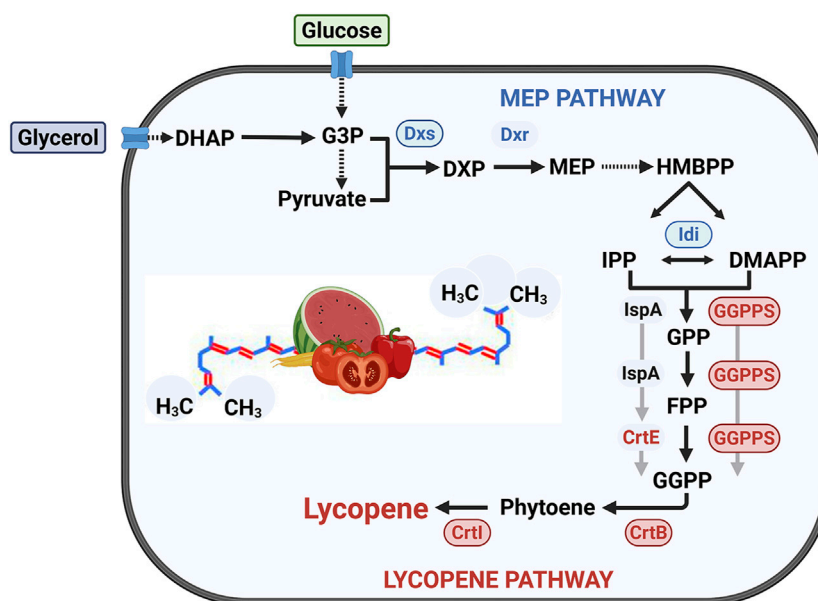 Glucose
MEP PATHWAY
Glycerol
DHAP
G3P
Dxs
Dxr
DXP
MEP
HMBPP
Pyruvate
Idi
IPP
DMAPP
H₃C
CH₃
IspA
GGPPS
GPP
IspA
GGPPS
FPP
H₃C
CH₃
CrtE
GGPPS
GGPP
Lycopene
Phytoene
CrtI
CrtB
LYCOPENE PATHWAY